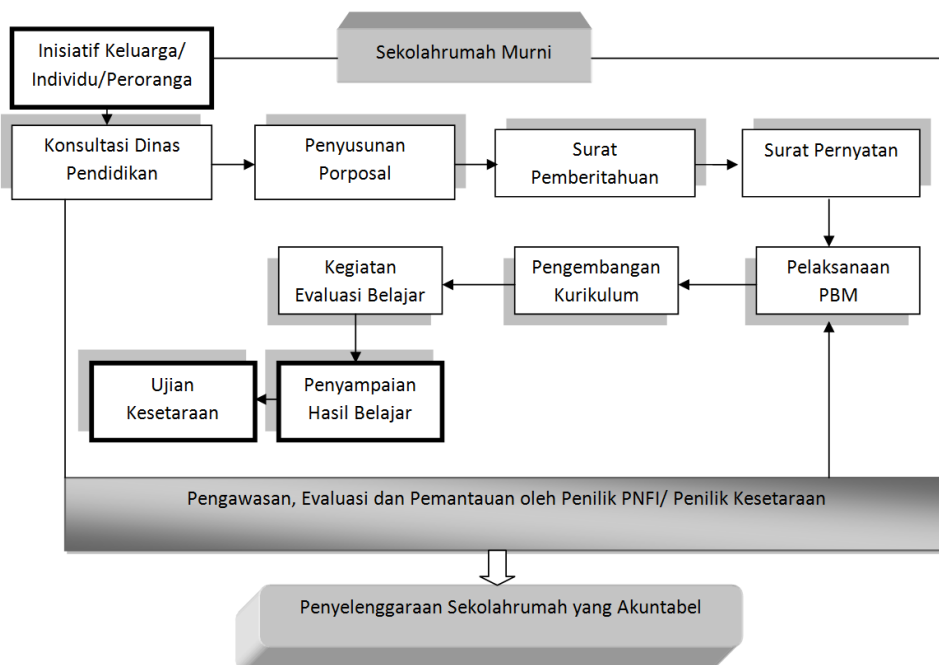 Inisiatif Keluarga/
Individu/Peroranga
Sekolahrumah Murni
Konsultasi Dinas
Pendidikan
Penyusunan
Porposal
Surat
Pemberitahuan
Surat Pernyatan
Kegiatan
Evaluasi Belajar
Pengembangan
Kurikulum
Pelaksanaan
PBM
Ujian
Kesetaraan
Penyampaian
Hasil Belajar
Pengawasan, Evaluasi dan Pemantauan oleh Penilik PNFI/ Penilik Kesetaraan
Penyelenggaraan Sekolahrumah yang Akuntabel